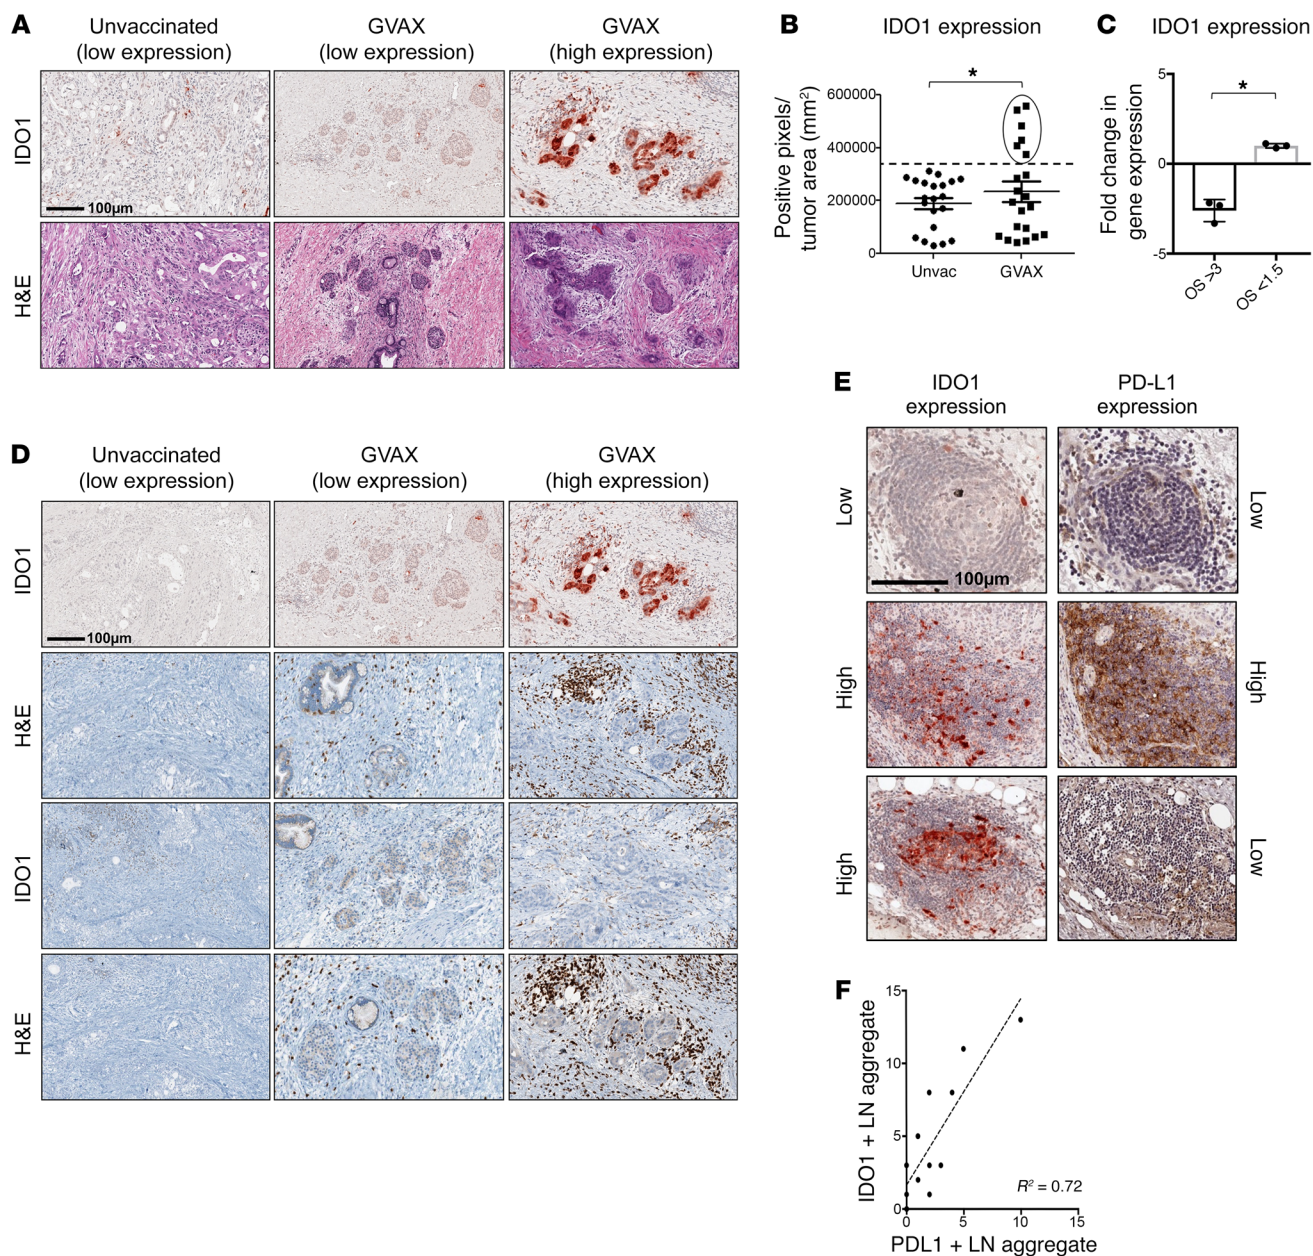 A
Unvaccinated
(low expression)
GVAX
(low expression)
GVAX
(high expression)
IDO1
100µm
H&E
B
IDO1 expression
*
Positive pixels/
tumor area (mm²)
600000
400000
200000
0
Unvac
GVAX
C
IDO1 expression
*
Fold change in
gene expression
5
0
-5
OS >3
OS <1.5
D
Unvaccinated
(low expression)
GVAX
(low expression)
GVAX
(high expression)
IDO1
100µm
H&E
IDO1
H&E
E
IDO1
expression
PD-L1
expression
Low
100µm
Low
High
High
High
Low
F
IDO1 + LN aggregate
15
10
5
0
R² = 0.72
0
5
10
15
PDL1 + LN aggregate